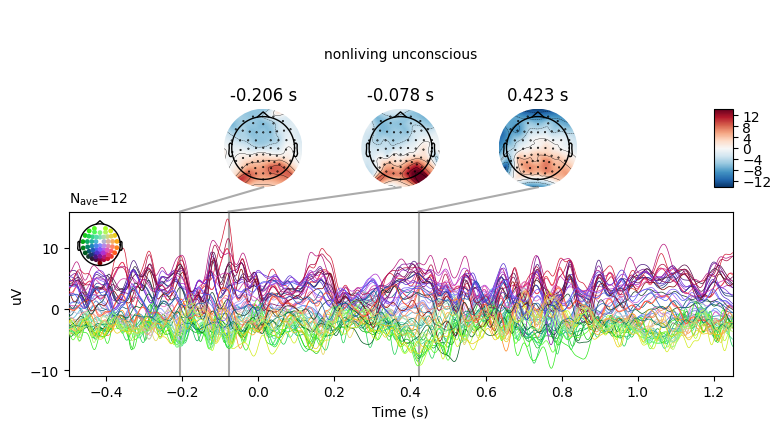 nonliving unconscious
-0.206 s -0.078 s 0.423 s
12
8
4
0
−4
−8
−12
Nave=12
10
0
−10
uV
−0.4 −0.2 0.0 0.2 0.4 0.6 0.8 1.0 1.2
Time (s)